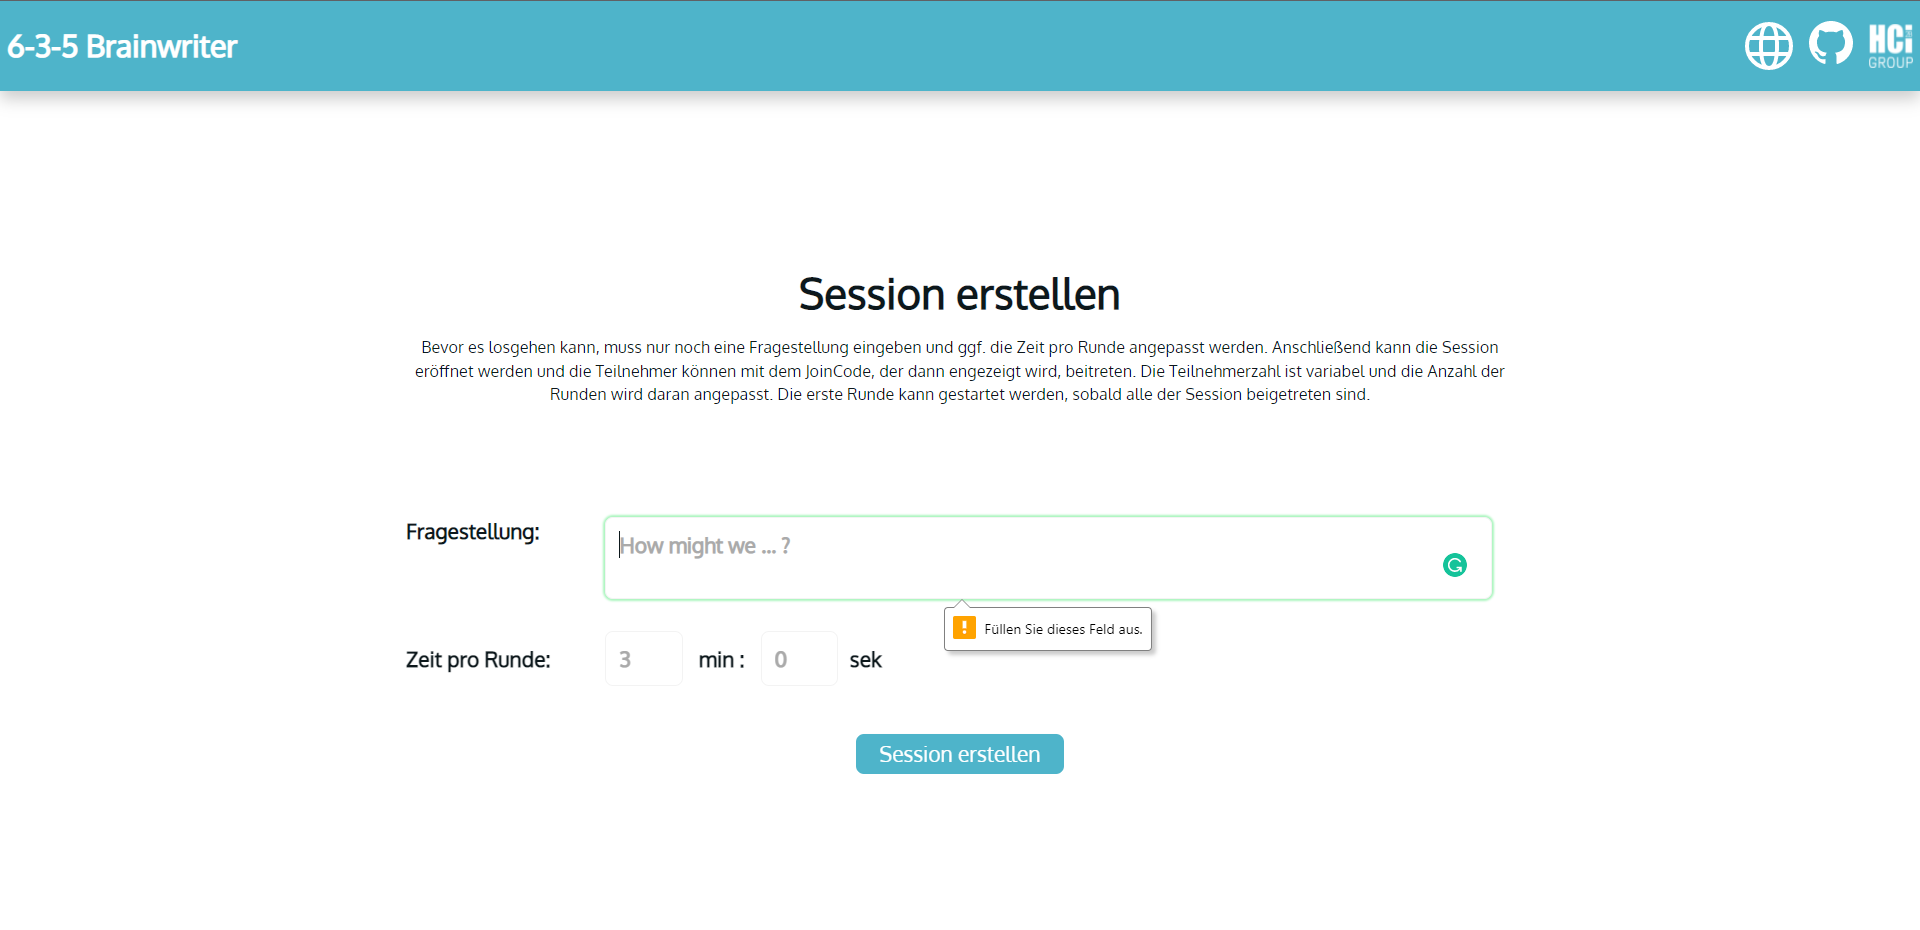 6-3-5 Brainwriter
HCi
GROUP
Session erstellen
Bevor es losgehen kann, muss nur noch eine Fragestellung eingeben und ggf. die Zeit pro Runde angepasst werden. Anschließend kann die Session
eröffnet werden und die Teilnehmer können mit dem JoinCode, der dann engezeigt wird, beitreten. Die Teilnehmerzahl ist variabel und die Anzahl der
Runden wird daran angepasst. Die erste Runde kann gestartet werden, sobald alle der Session beigetreten sind.
Fragestellung:
How might we ... ?
Füllen Sie dieses Feld aus.
Zeit pro Runde: 3 min : 0 sek
Session erstellen